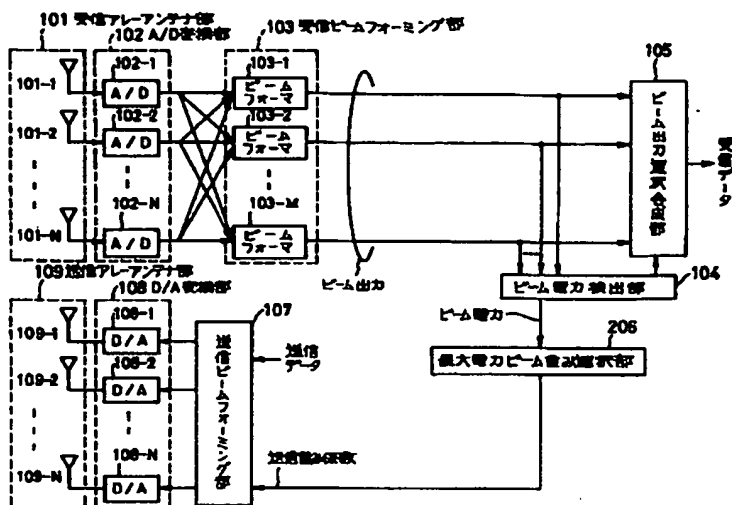 101 受信アレーアンテナ部
102 A/D変換部
103 受信ビームフォーミング部
101-1
102-1
A/D
103-1
ビーム
フォーマ
105
101-2
102-2
A/D
103-2
ビーム
フォーマ
ビーム出力選択合成部
受信データ
101-N
102-N
A/D
103-M
ビーム
フォーマ
ビーム出力
ビーム電力検出部
104
109 送信アレーアンテナ部
108 D/A変換部
ビーム電力
206
最大電力ビーム重み選択部
109-1
108-1
D/A
107
送信ビームフォーミング部
送信
データ
109-2
108-2
D/A
109-N
108-N
D/A
送信重み係数